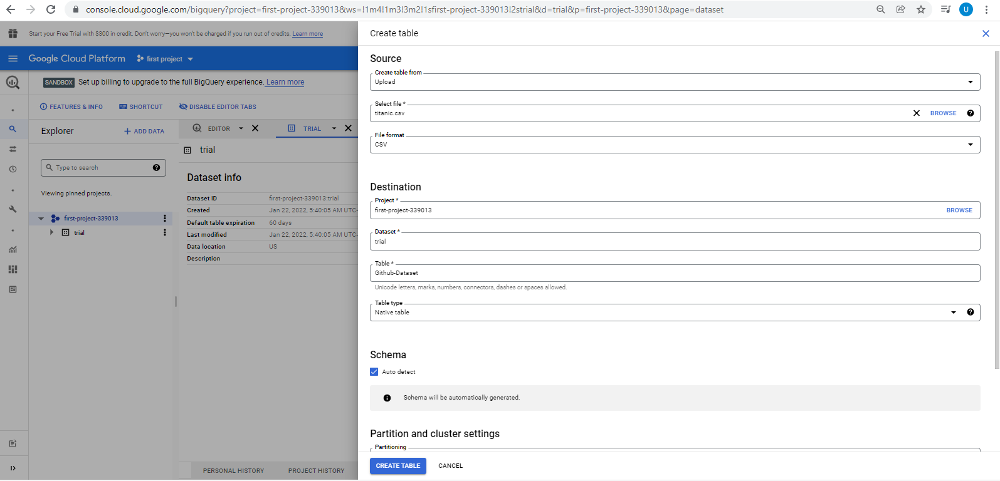 console.cloud.google.com/bigquery?project=first-project-339013&ws=!1m4!1m3!3m2!1sfirst-project-339013!2strial&d=trial&p=first-project-339013&page=dataset
U
Start your Free Trial with $300 in credit. Don't worry—you won't be charged if you run out of credits. Learn more
Google Cloud Platform
first project
SANDBOX Set up billing to upgrade to the full BigQuery experience. Learn more
FEATURES & INFO
SHORTCUT
DISABLE EDITOR TABS
Explorer
+ ADD DATA
Type to search
Viewing pinned projects.
first-project-339013
trial
EDITOR
TRIAL
trial
Dataset info
Dataset ID first-project-339013:trial
Created Jan 22, 2022, 5:40:05 AM UTC-
Default table expiration 60 days
Last modified Jan 22, 2022, 5:40:05 AM UTC-
Data location US
Description
PERSONAL HISTORY
PROJECT HISTORY
Create table
Source
Create table from
Upload
Select file *
titanic.csv
BROWSE
File format
CSV
Destination
Project *
first-project-339013
BROWSE
Dataset *
trial
Table *
Github-Dataset
Unicode letters, marks, numbers, connectors, dashes or spaces allowed.
Table type
Native table
Schema
Auto detect
Schema will be automatically generated.
Partition and cluster settings
Partitioning
CREATE TABLE
CANCEL